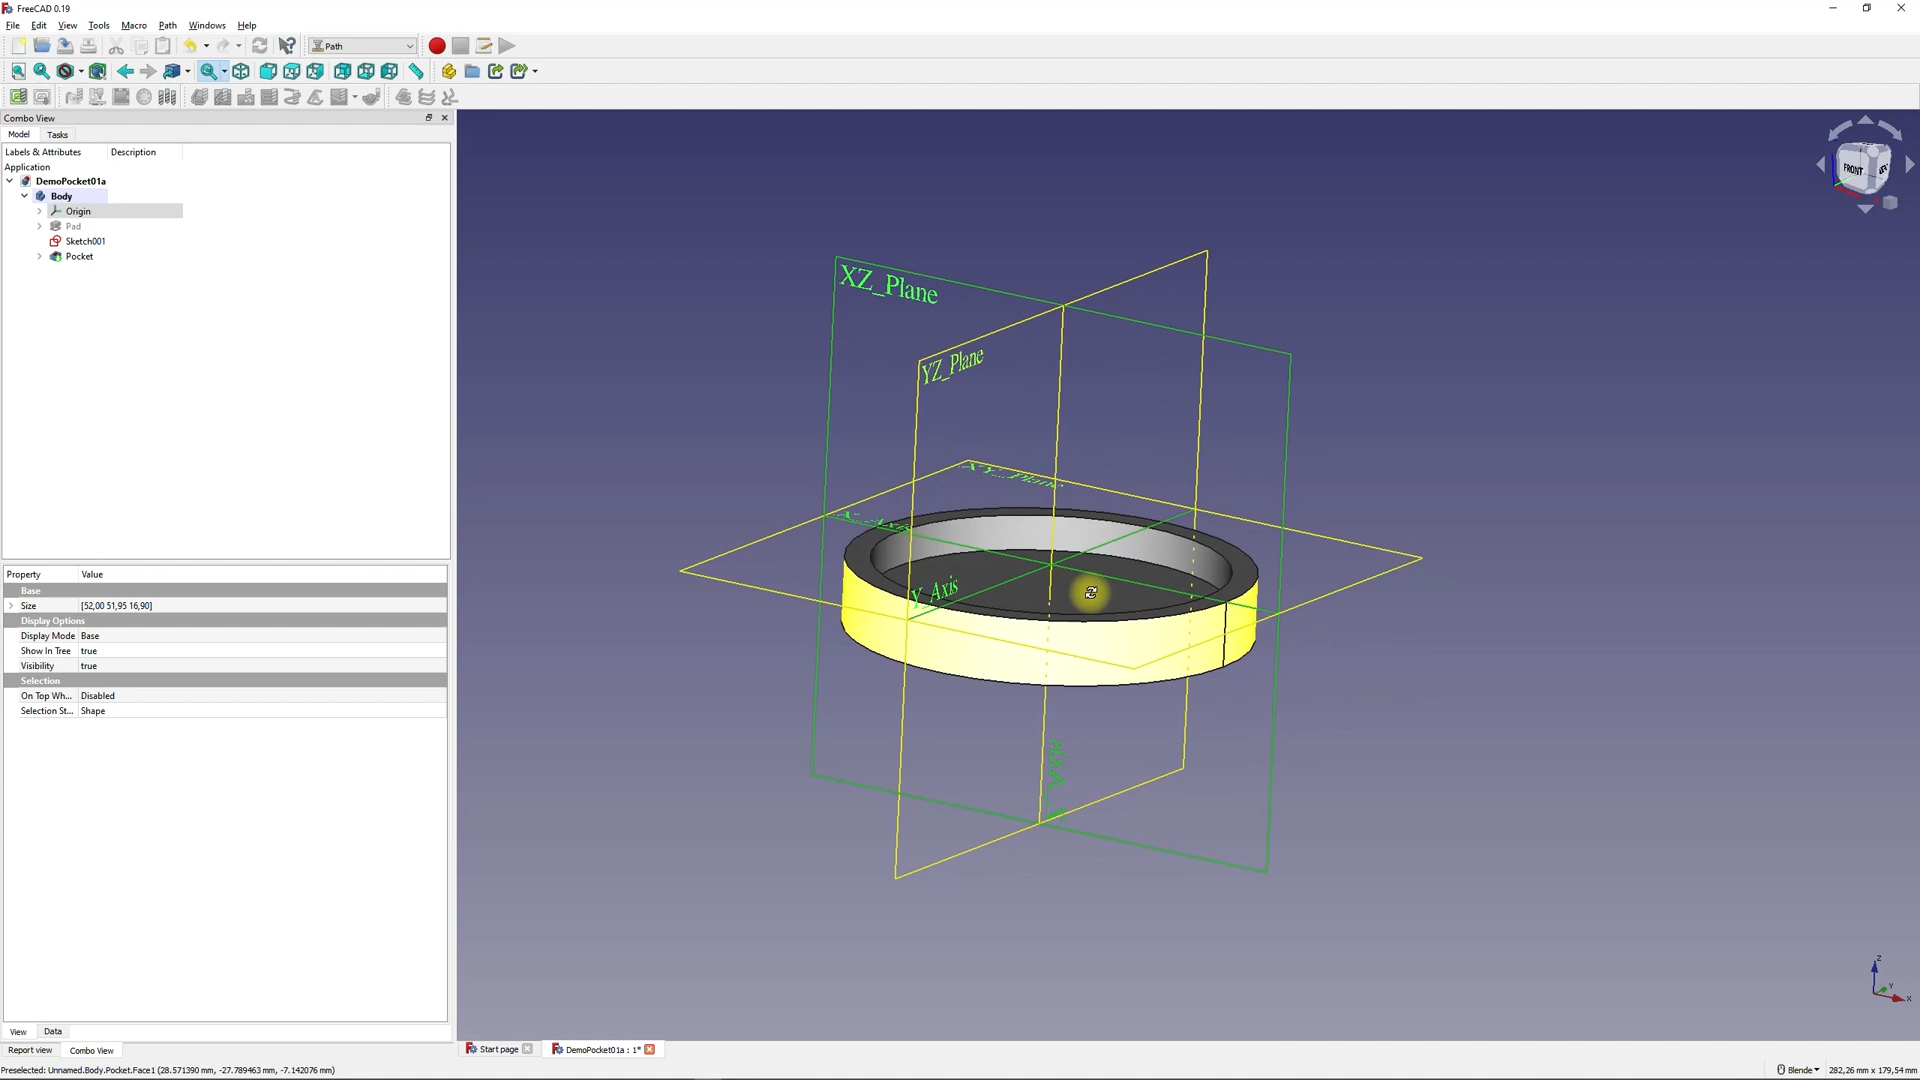 FreeCAD 0.19
File Edit View Tools Macro Path Windows Help
Path
Combo View
Model Tasks
Labels & Attributes Description
Application
DemoPocket01a
Body
Origin
Pad
Sketch001
Pocket
Property Value
Base
Size [52,00 51,95 16,90]
Display Options
Display Mode Base
Show In Tree true
Visibility true
Selection
On Top Wh... Disabled
Selection St... Shape
View Data
Report view Combo View
XZ_Plane
YZ_Plane
XY_Plane
X_Axis
Y_Axis
FRONT
Z
Y
X
Start page DemoPocket01a : 1*
Preselected: Unnamed.Body.Pocket.Face1 (28.571390 mm, -27.789463 mm, -7.142076 mm)
Blende 282,26 mm x 179,54 mm